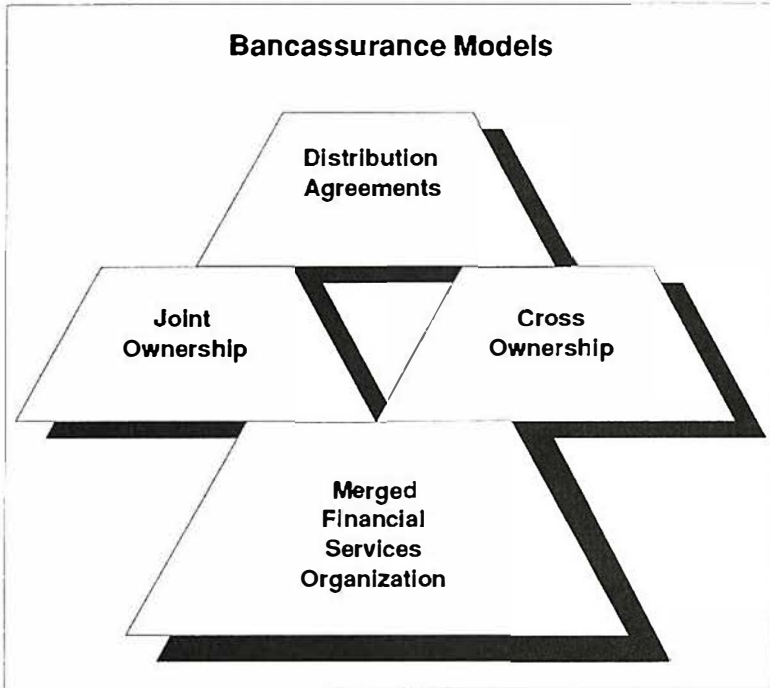 Bancassurance Models
Distribution
Agreements
Joint
Ownership
Cross
Ownership
Merged
Financial
Services
Organization